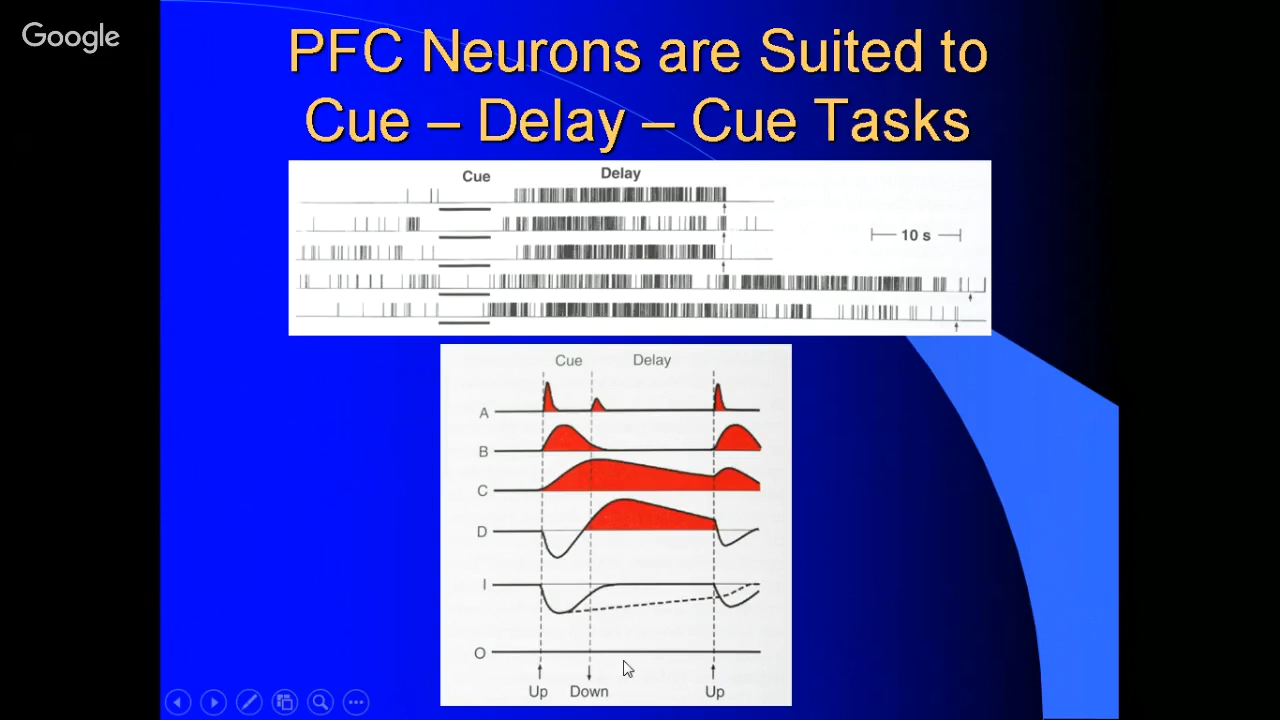 Google
PFC Neurons are Suited to
Cue – Delay – Cue Tasks
Cue Delay
10 s
Cue Delay
A
B
C
D
I
O
Up Down Up